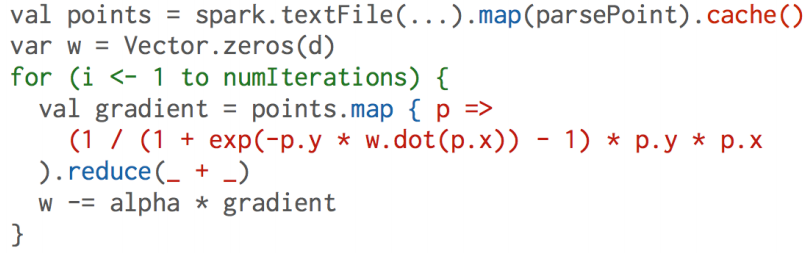 val points = spark.textFile(...).map(parsePoint).cache()
var w = Vector.zeros(d)
for (i <- 1 to numIterations) {
  val gradient = points.map { p =>
    (1 / (1 + exp(-p.y * w.dot(p.x)) - 1) * p.y * p.x
  ).reduce(_ + _)
  w -= alpha * gradient
}